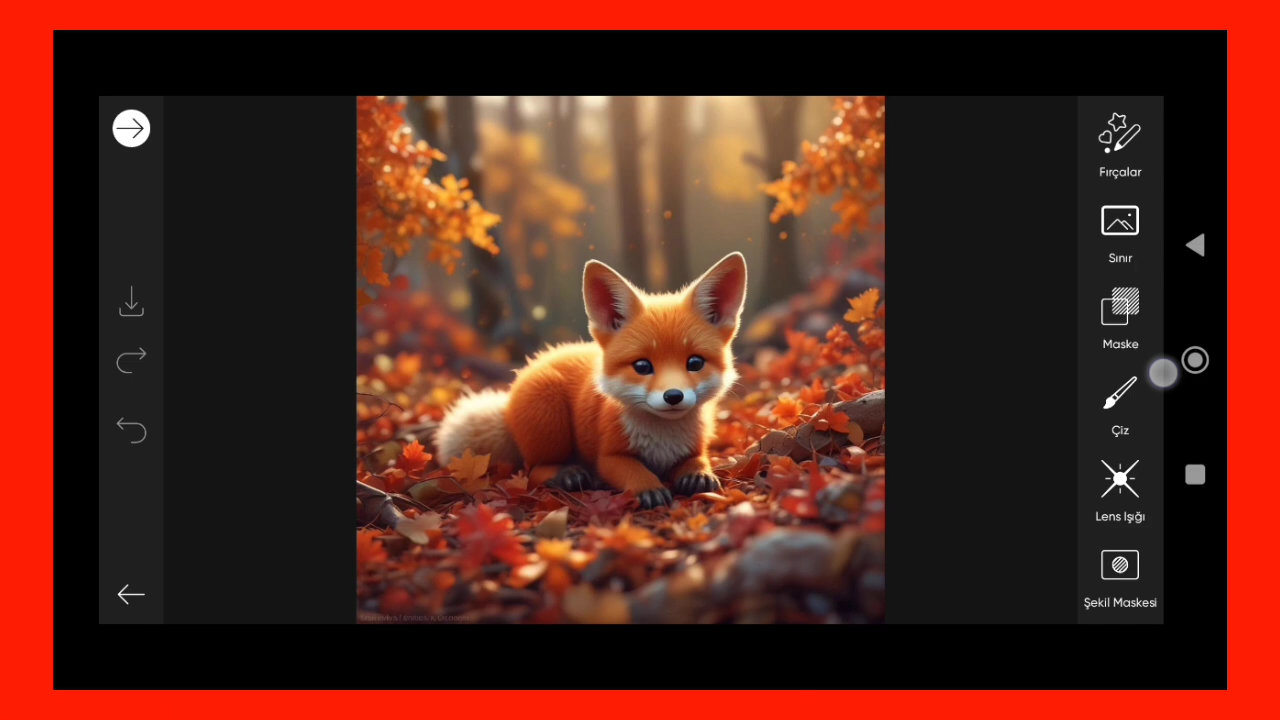 Fırçalar
Sınır
Maske
Çiz
Lens Işığı
Şekil Maskesi